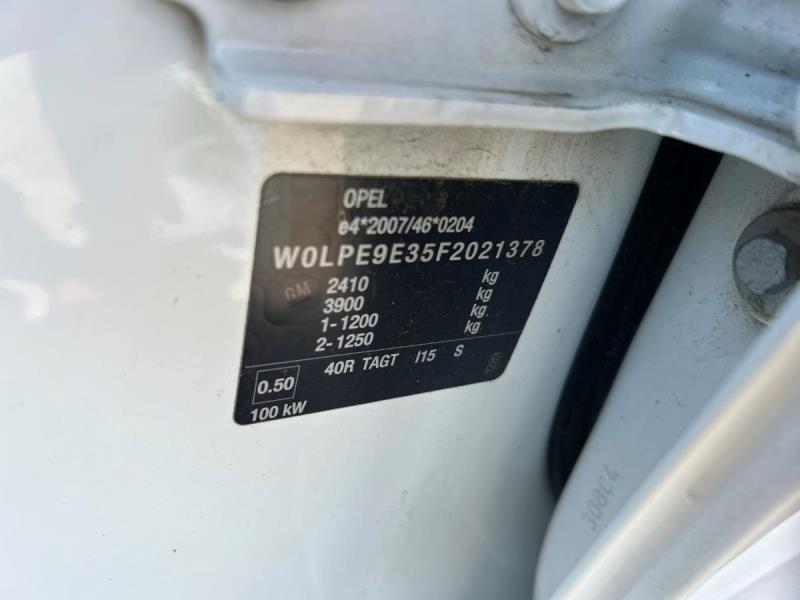 OPEL
e4*2007/46*0204
W0LPE9E35F2021378
GM 2410 kg
3900 kg
1-1200 kg
2-1250 kg
0.50 40R TAGT I15 S
100 kW
308C4